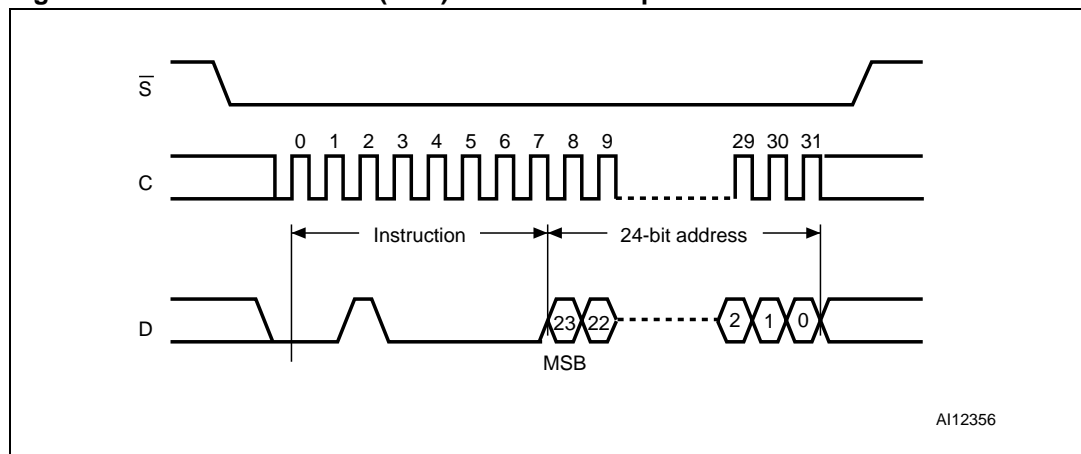 S
0 1 2 3 4 5 6 7 8 9 29 30 31
C
Instruction 24-bit address
D 23 22 2 1 0
MSB
AI12356